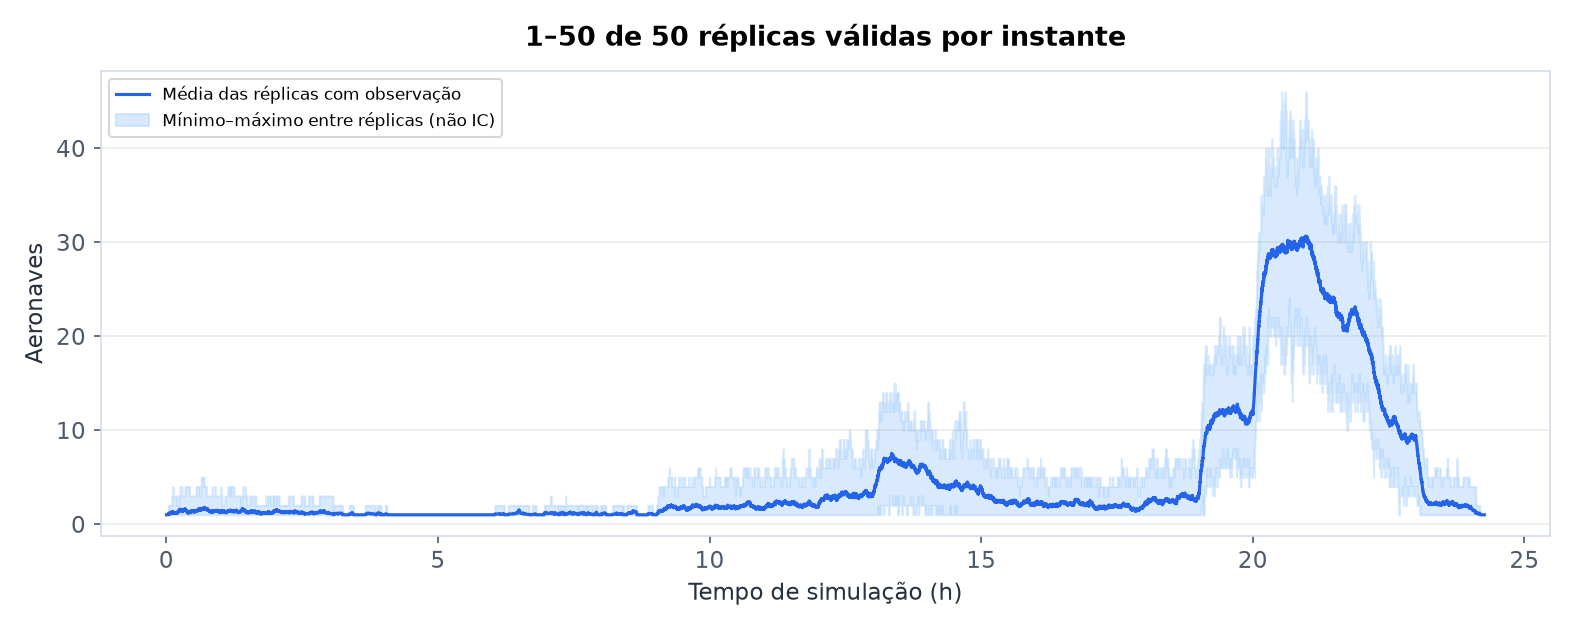 1–50 de 50 réplicas válidas por instante
Média das réplicas com observação
Mínimo–máximo entre réplicas (não IC)
Aeronaves
40
30
20
10
0
0 5 10 15 20 25
Tempo de simulação (h)